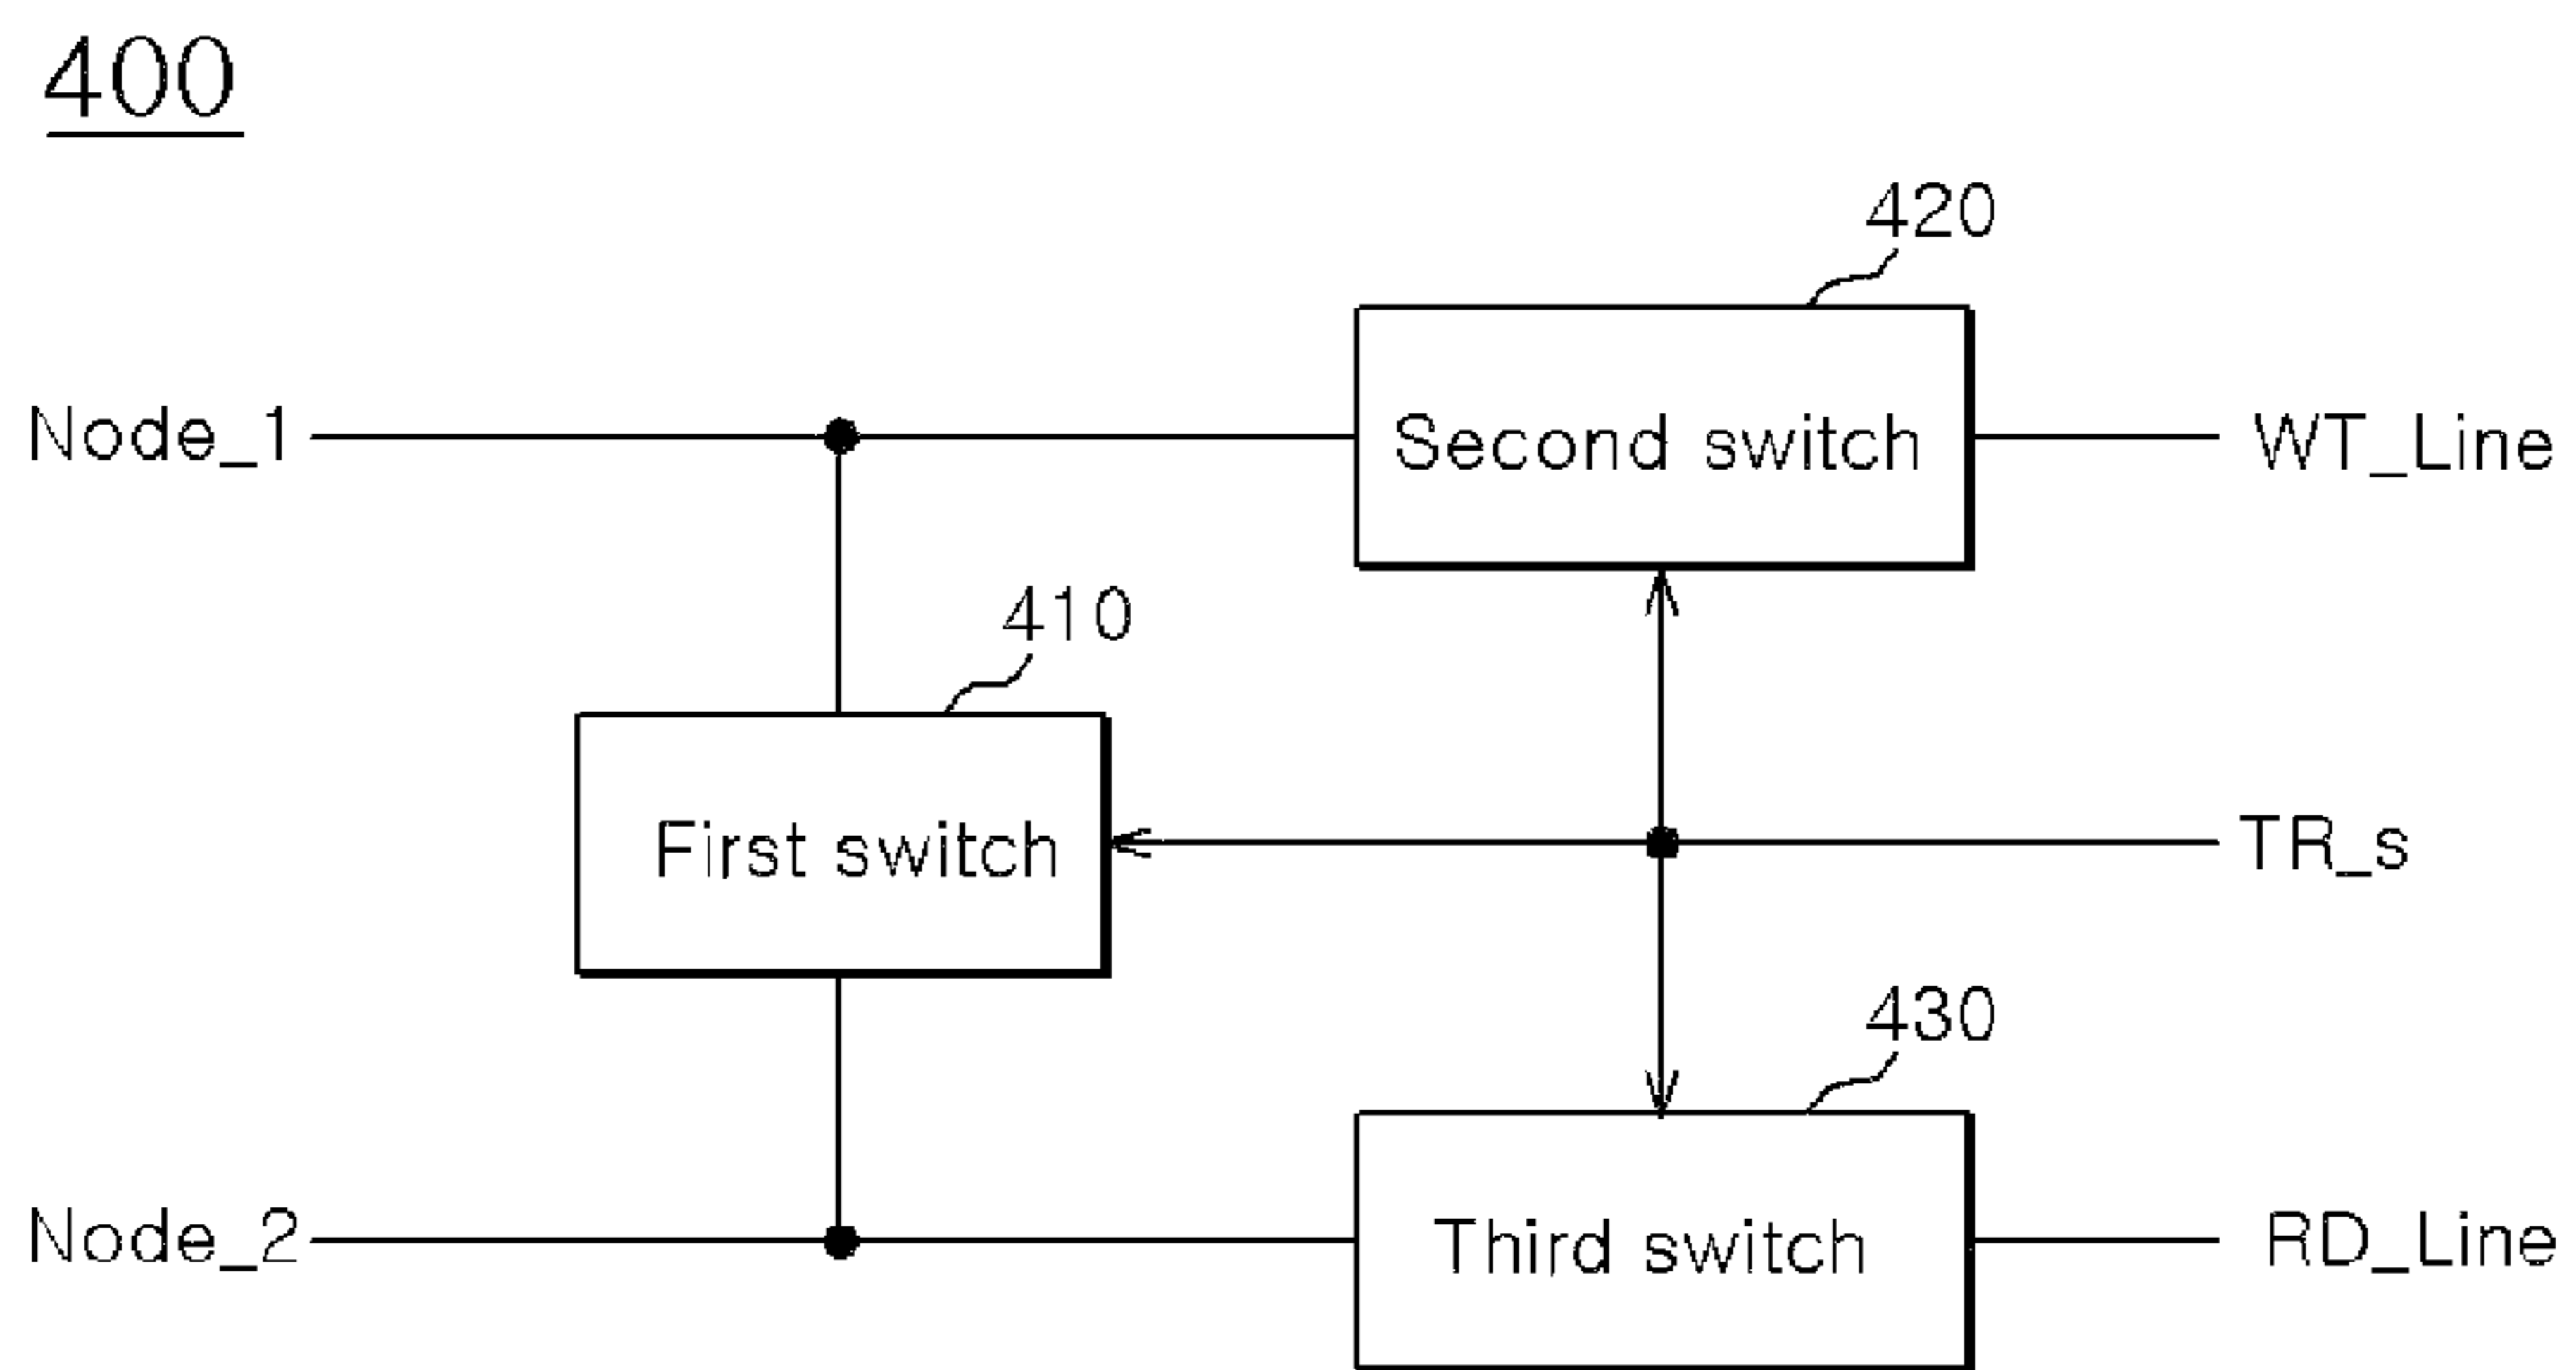 400
420
Node_1
Second switch
WT_Line
410
First switch
TR_s
430
Node_2
Third switch
RD_Line